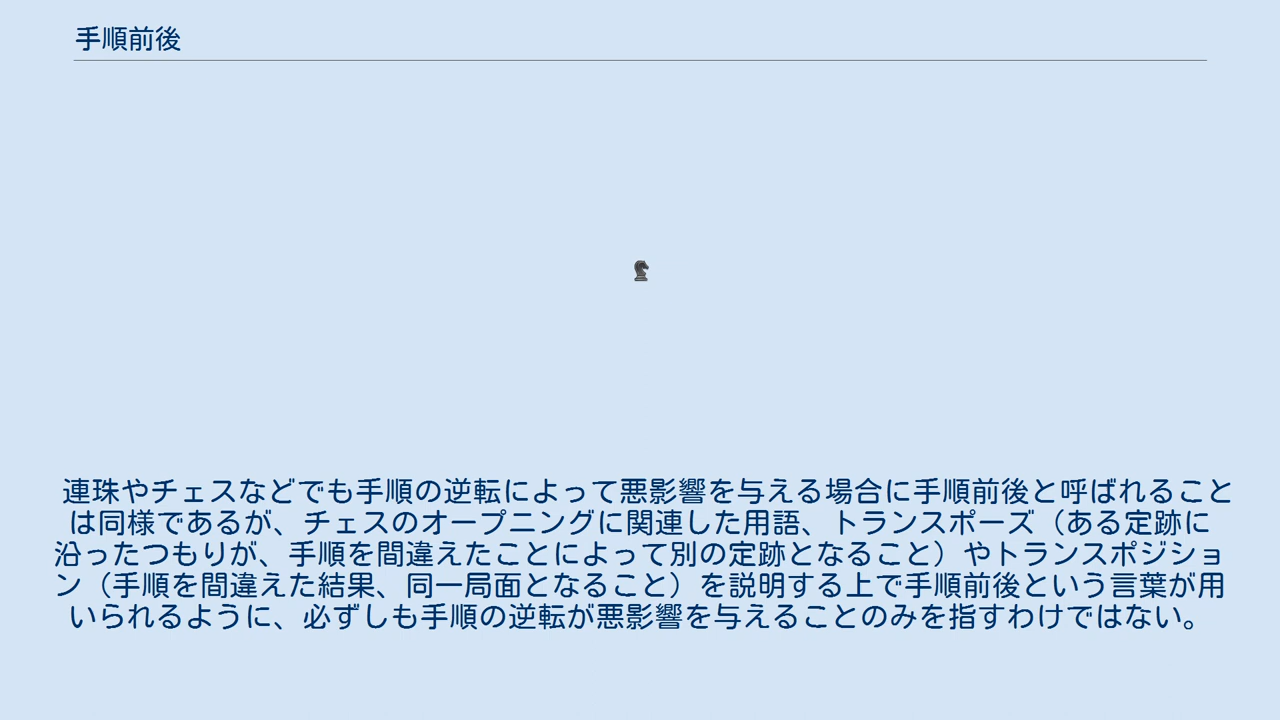 手順前後
連珠やチェスなどでも手順の逆転によって悪影響を与える場合に手順前後と呼ばれること
は同様であるが、チェスのオープニングに関連した用語、トランスポーズ（ある定跡に
沿ったつもりが、手順を間違えたことによって別の定跡となること）やトランスポジショ
ン（手順を間違えた結果、同一局面となること）を説明する上で手順前後という言葉が用
いられるように、必ずしも手順の逆転が悪影響を与えることのみを指すわけではない。